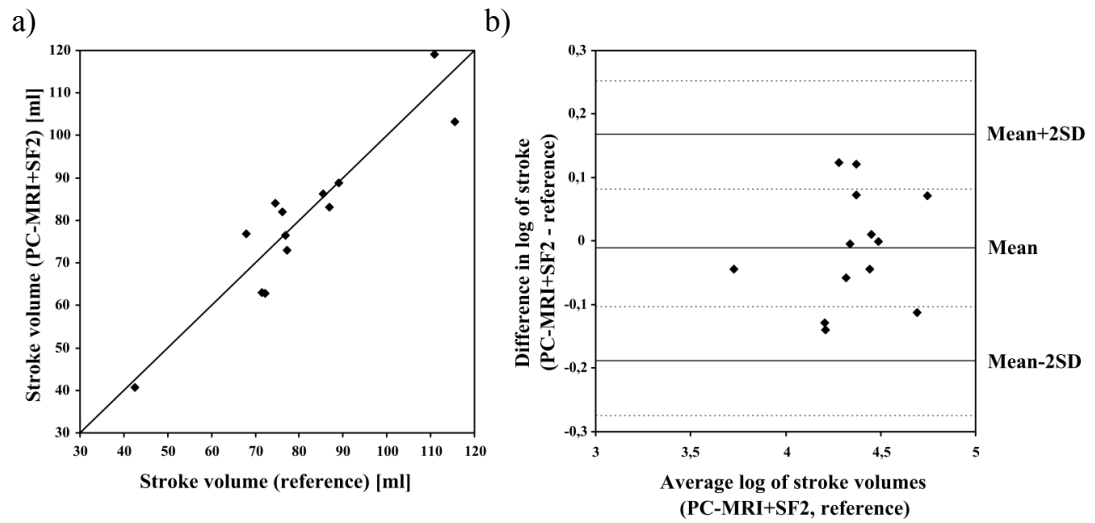 a)
Stroke volume (PC-MRI+SF2) [ml]
120
110
100
90
80
70
60
50
40
30
30 40 50 60 70 80 90 100 110 120
Stroke volume (reference) [ml]
b)
Difference in log of stroke
(PC-MRI+SF2 - reference)
0,3
0,2
0,1
0
-0,1
-0,2
-0,3
Mean+2SD
Mean
Mean-2SD
3 3,5 4 4,5 5
Average log of stroke volumes
(PC-MRI+SF2, reference)